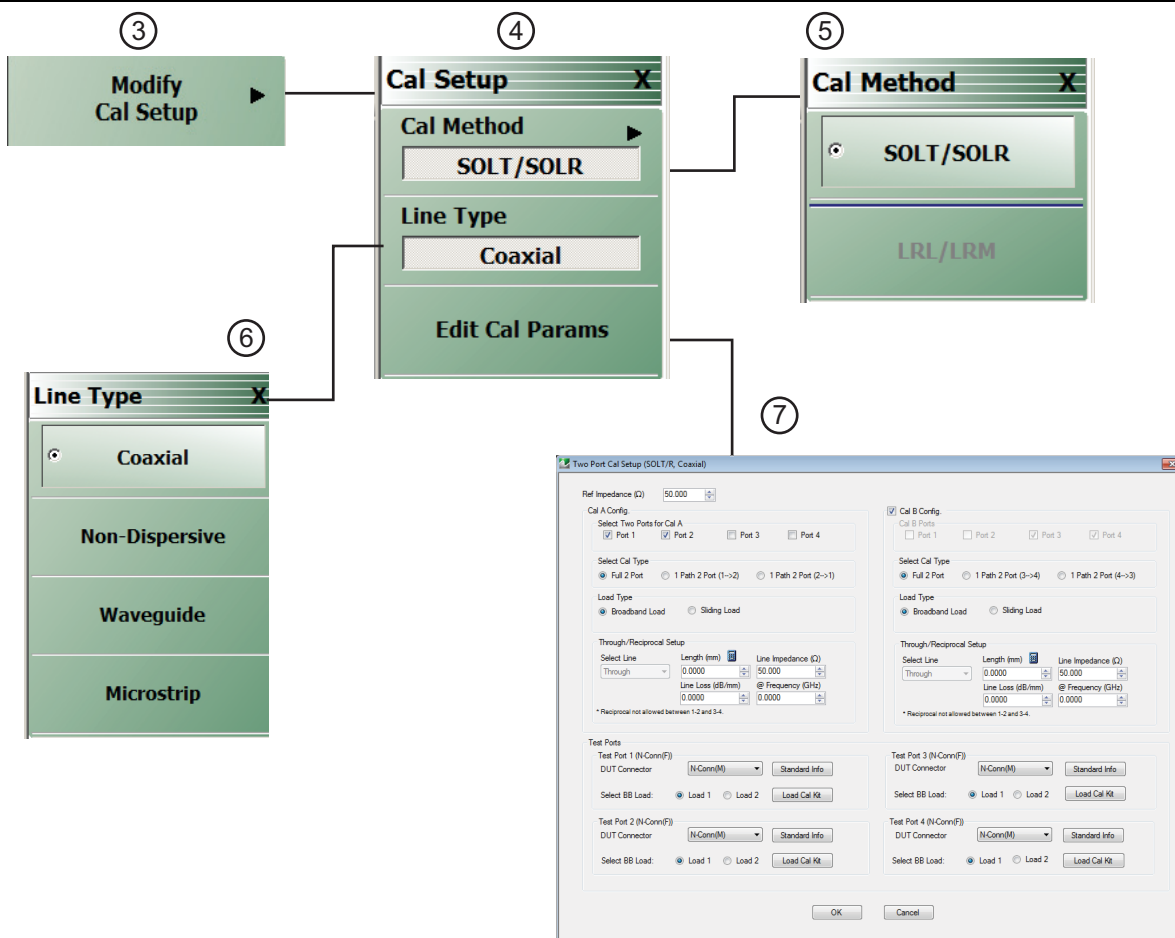 3
4
5
Modify
Cal Setup
Cal Setup X
Cal Method
SOLT/SOLR
Line Type
Coaxial
Edit Cal Params
Cal Method X
SOLT/SOLR
LRL/LRM
6
Line Type X
Coaxial
Non-Dispersive
Waveguide
Microstrip
7
Two Port Cal Setup (SOLT/R, Coaxial)
Ref Impedance (Ω) 50.000
Cal A Config.
Select Two Ports for Cal A
Port 1 Port 2 Port 3 Port 4
Select Cal Type
Full 2 Port 1 Path 2 Port (1-->2) 1 Path 2 Port (2-->1)
Load Type
Broadband Load Sliding Load
Through/Reciprocal Setup
Select Line Length (mm) Line Impedance (Ω)
Through 0.0000 50.000
Line Loss (dB/mm) @ Frequency (GHz)
0.0000 0.0000
* Reciprocal not allowed between 1-2 and 3-4.
Cal B Config.
Cal B Ports
Port 1 Port 2 Port 3 Port 4
Select Cal Type
Full 2 Port 1 Path 2 Port (3-->4) 1 Path 2 Port (4-->3)
Load Type
Broadband Load Sliding Load
Through/Reciprocal Setup
Select Line Length (mm) Line Impedance (Ω)
Through 0.0000 50.000
Line Loss (dB/mm) @ Frequency (GHz)
0.0000 0.0000
* Reciprocal not allowed between 1-2 and 3-4.
Test Ports
Test Port 1 (N-Conn(F))
DUT Connector N-Conn(M) Standard Info
Select BB Load: Load 1 Load 2 Load Cal Kit
Test Port 3 (N-Conn(F))
DUT Connector N-Conn(M) Standard Info
Select BB Load: Load 1 Load 2 Load Cal Kit
Test Port 2 (N-Conn(F))
DUT Connector N-Conn(M) Standard Info
Select BB Load: Load 1 Load 2 Load Cal Kit
Test Port 4 (N-Conn(F))
DUT Connector N-Conn(M) Standard Info
Select BB Load: Load 1 Load 2 Load Cal Kit
OK Cancel